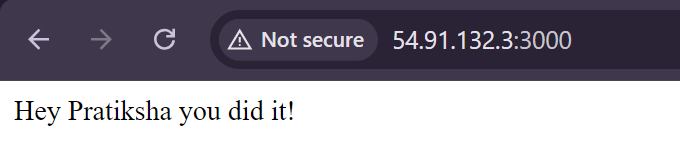 Not secure 54.91.132.3:3000
Hey Pratiksha you did it!